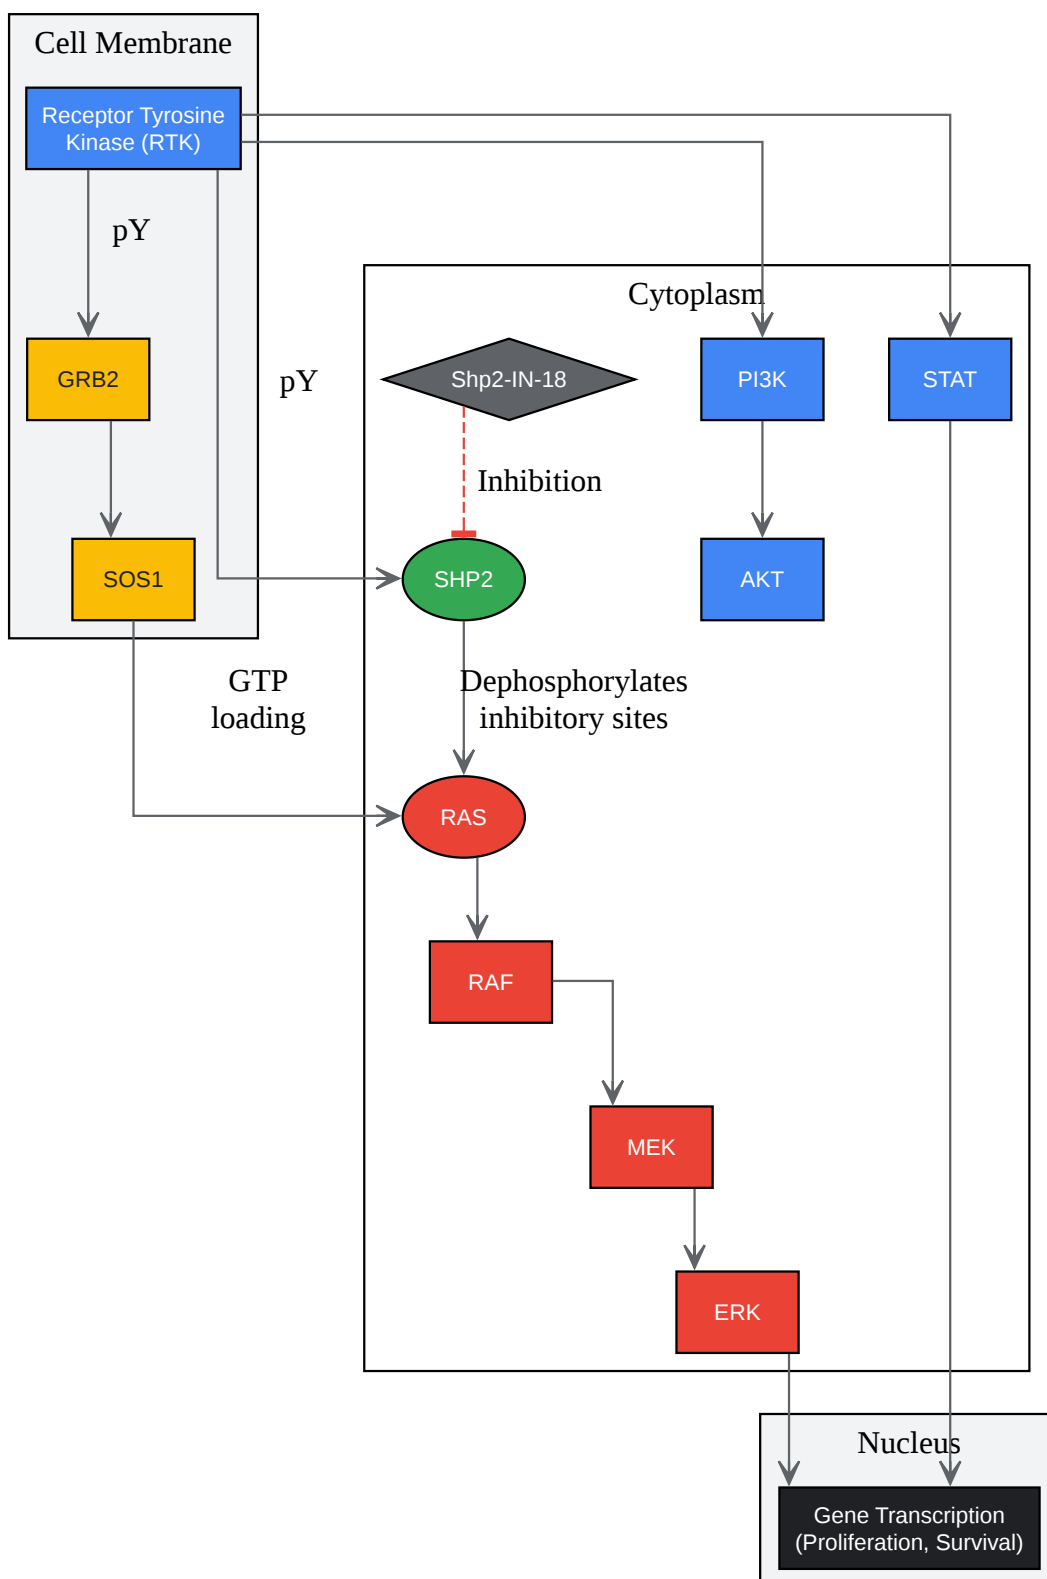 Cell Membrane
Receptor Tyrosine
Kinase (RTK)
pY
Cytoplasm
GRB2
pY
Shp2-IN-18
PI3K
STAT
Inhibition
SOS1
SHP2
AKT
GTP
loading
Dephosphorylates
inhibitory sites
RAS
RAF
MEK
ERK
Nucleus
Gene Transcription
(Proliferation, Survival)